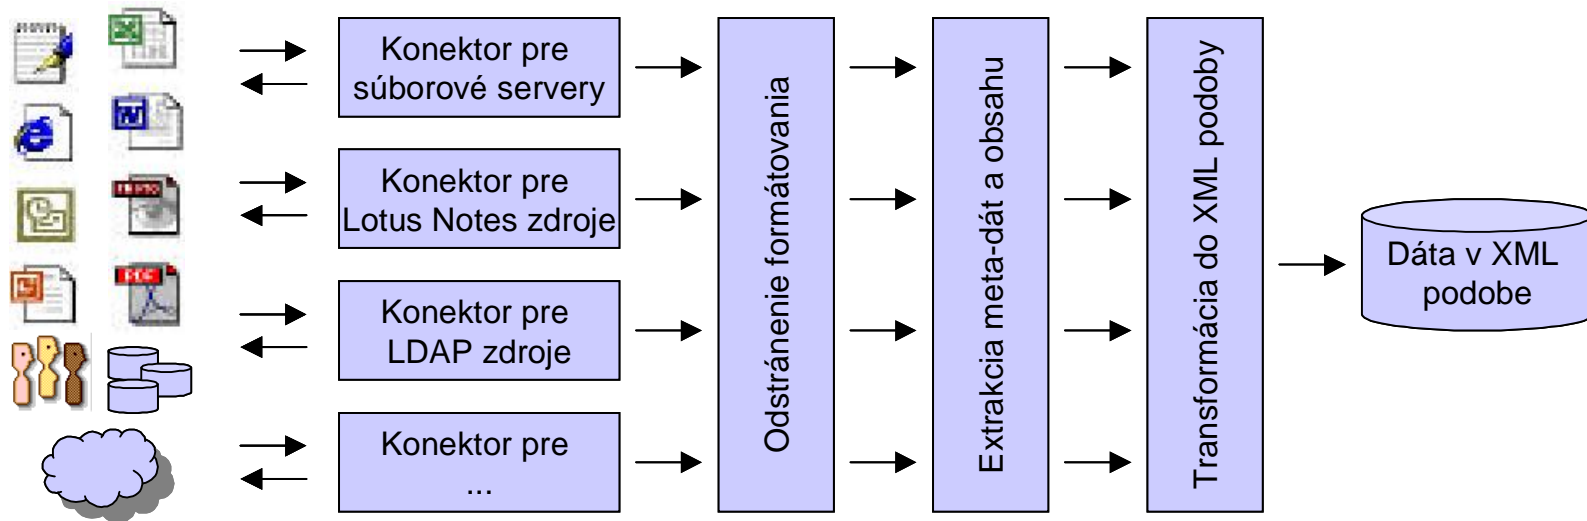 Konektor pre
súborové servery
Konektor pre
Lotus Notes zdroje
Konektor pre
LDAP zdroje
Konektor pre
...
Odstránenie formátovania
Extrakcia meta-dát a obsahu
Transformácia do XML podoby
Dáta v XML
podobe
PDF